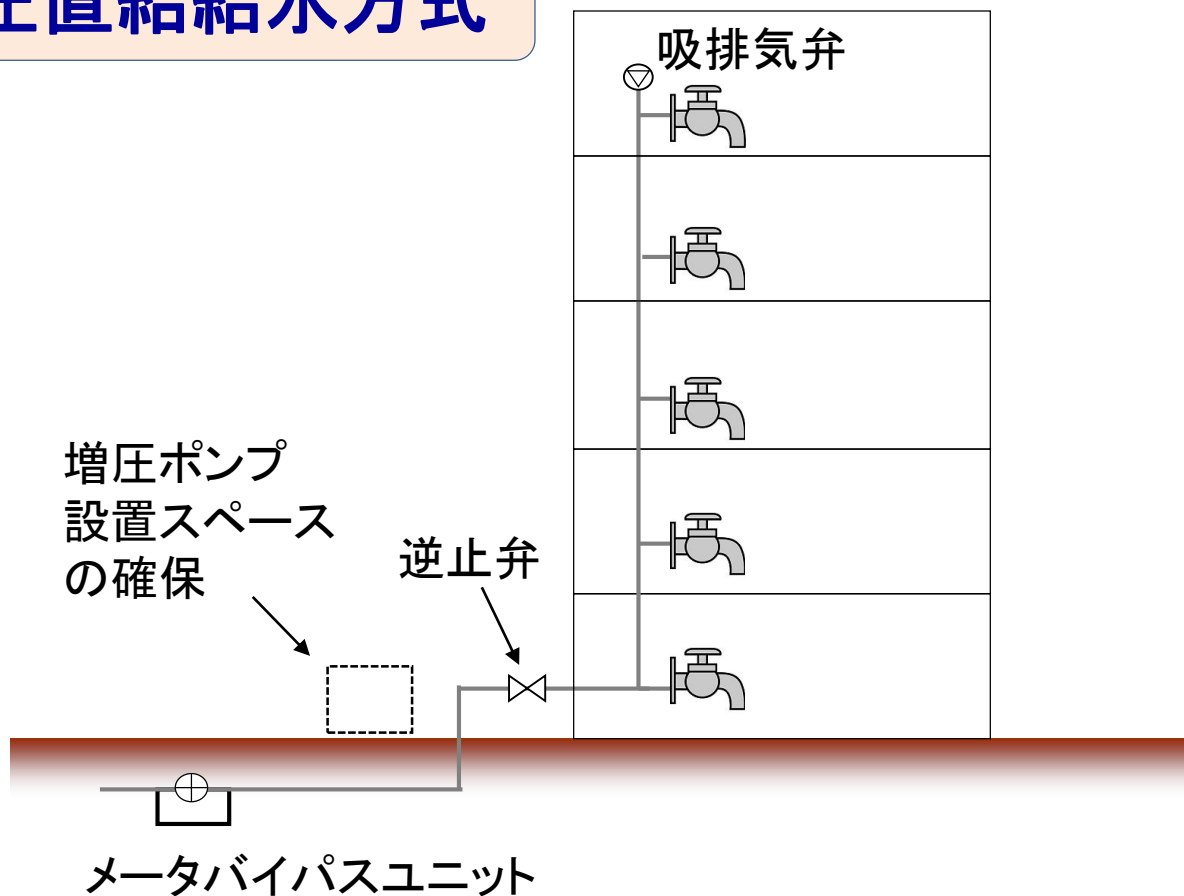 圧直結給水方式
吸排気弁
増圧ポンプ
設置スペース
の確保
逆止弁
メータバイパスユニット